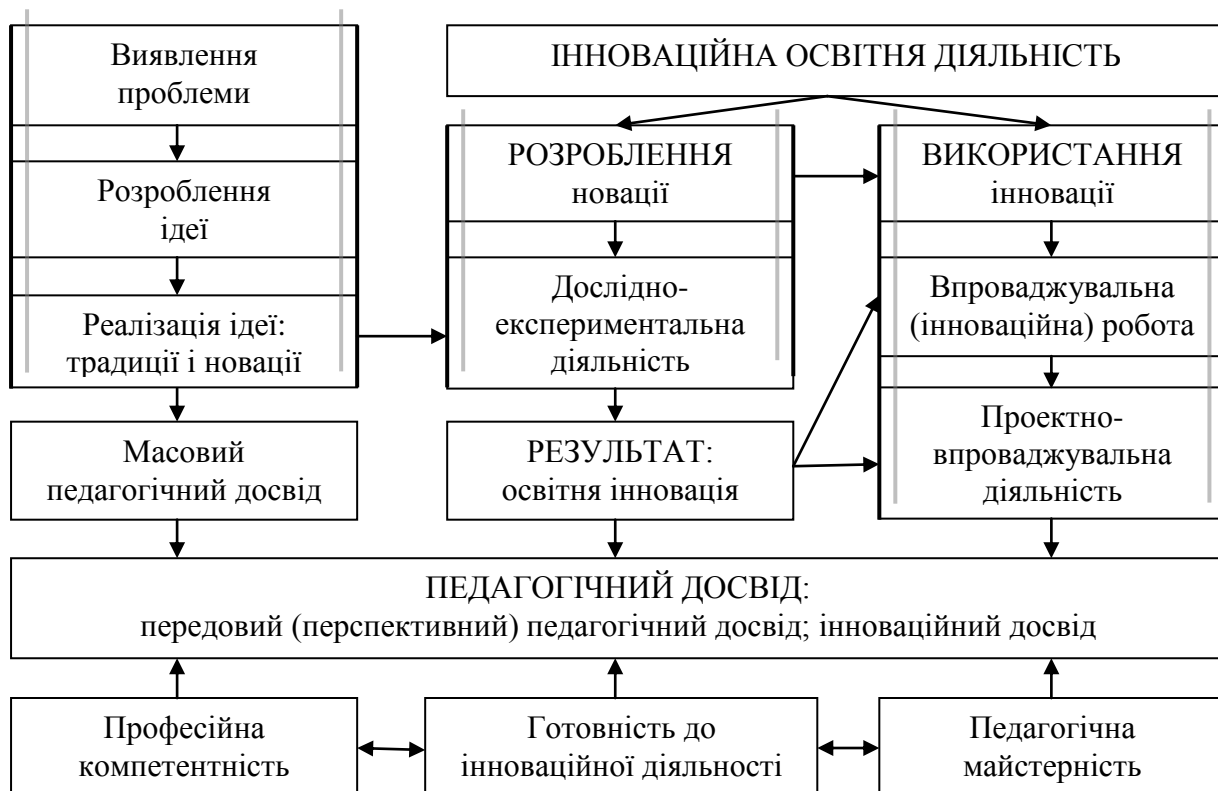 Виявлення
проблеми
Розроблення
ідеї
Реалізація ідеї:
традиції і новації
Масовий
педагогічний досвід
ІННОВАЦІЙНА ОСВІТНЯ ДІЯЛЬНІСТЬ
РОЗРОБЛЕННЯ
новації
Дослідно-
експериментальна
діяльність
РЕЗУЛЬТАТ:
освітня інновація
ВИКОРИСТАННЯ
інновації
Впроваджувальна
(інноваційна) робота
Проектно-
впроваджувальна
діяльність
ПЕДАГОГІЧНИЙ ДОСВІД:
передовий (перспективний) педагогічний досвід; інноваційний досвід
Професійна
компетентність
Готовність до
інноваційної діяльності
Педагогічна
майстерність